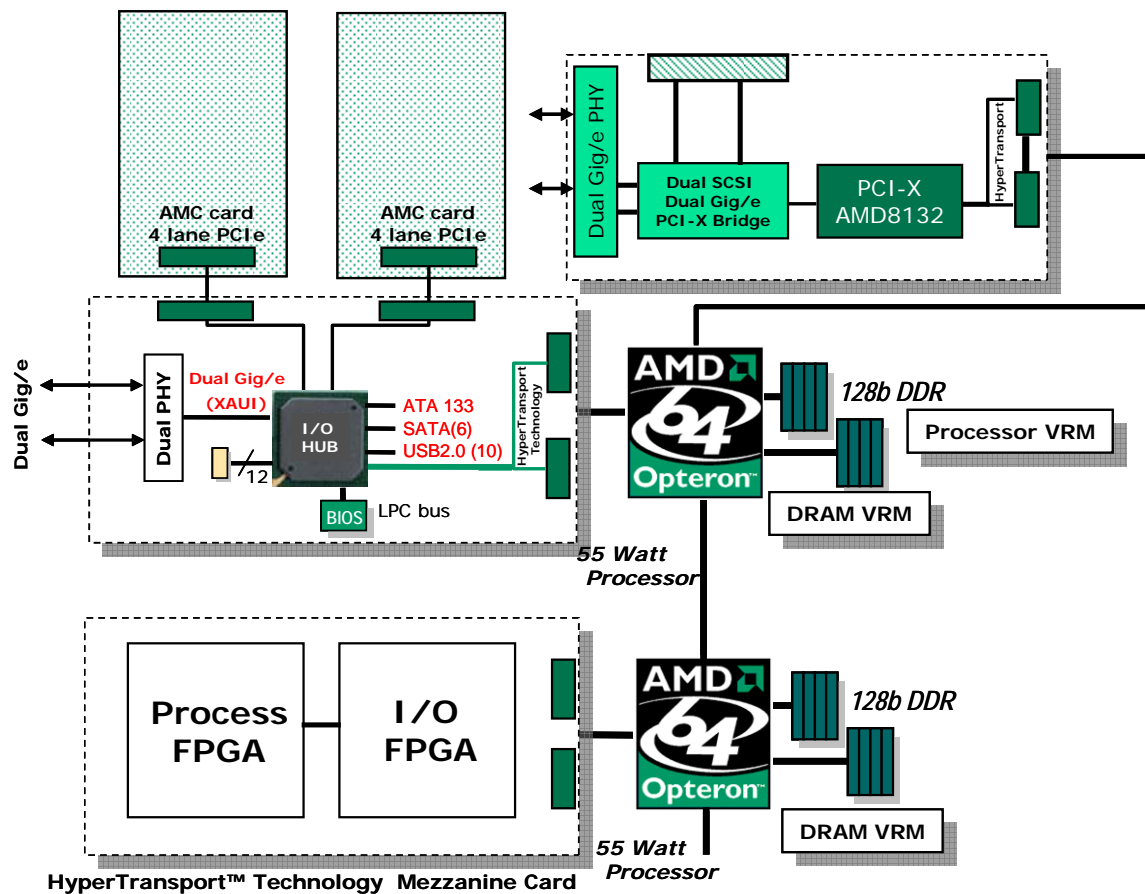 AMC card
4 lane PCIe
AMC card
4 lane PCIe
Dual Gig/e PHY
Dual SCSI
Dual Gig/e
PCI-X Bridge
PCI-X
AMD8132
HyperTransport
Dual Gig/e
Dual PHY
Dual Gig/e
(XAUI)
I/O
HUB
12
ATA 133
SATA(6)
USB2.0 (10)
HyperTransport
Technology
BIOS
LPC bus
AMD
64
Opteron™
128b DDR
Processor VRM
DRAM VRM
55 Watt
Processor
Process
FPGA
I/O
FPGA
AMD
64
Opteron™
128b DDR
DRAM VRM
55 Watt
Processor
HyperTransport™ Technology Mezzanine Card